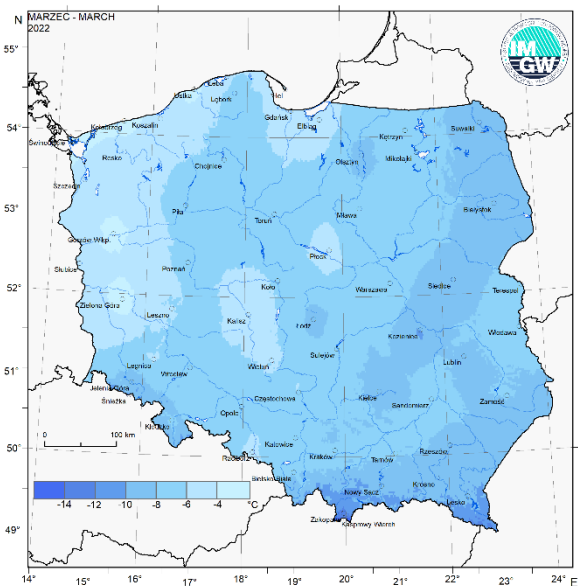 N
MARZEC - MARCH
2022
IM
GW
55°
Łeba
Ustka
Hel
Lębork
Gdańsk
Suwałki
Kołobrzeg
Koszalin
Elbląg
54°
Kętrzyn
Świnoujście
Resko
Chojnice
Olsztyn
Mikołajki
Szczecin
53°
Piła
Toruń
Mława
Białystok
Gorzów Wlkp.
Płock
Słubice
Poznań
Koło
Warszawa
Siedlce
Terespol
52°
Zielona Góra
Leszno
Kalisz
Łódź
Kozienice
Włodawa
Sulejów
Legnica
Wrocław
Wieluń
Lublin
51°
Jelenia Góra
Śnieżka
Częstochowa
Kielce
Sandomierz
Zamość
Opole
Kłodzko
0
100 km
Katowice
50°
Racibórz
Kraków
Tarnów
Rzeszów
Bielsko-Biała
Krosno
Nowy Sącz
Lesko
-14 -12 -10 -8 -6 -4 °C
Zakopane
Kasprowy Wierch
49°
14° 15° 16° 17° 18° 19° 20° 21° 22° 23° 24° E